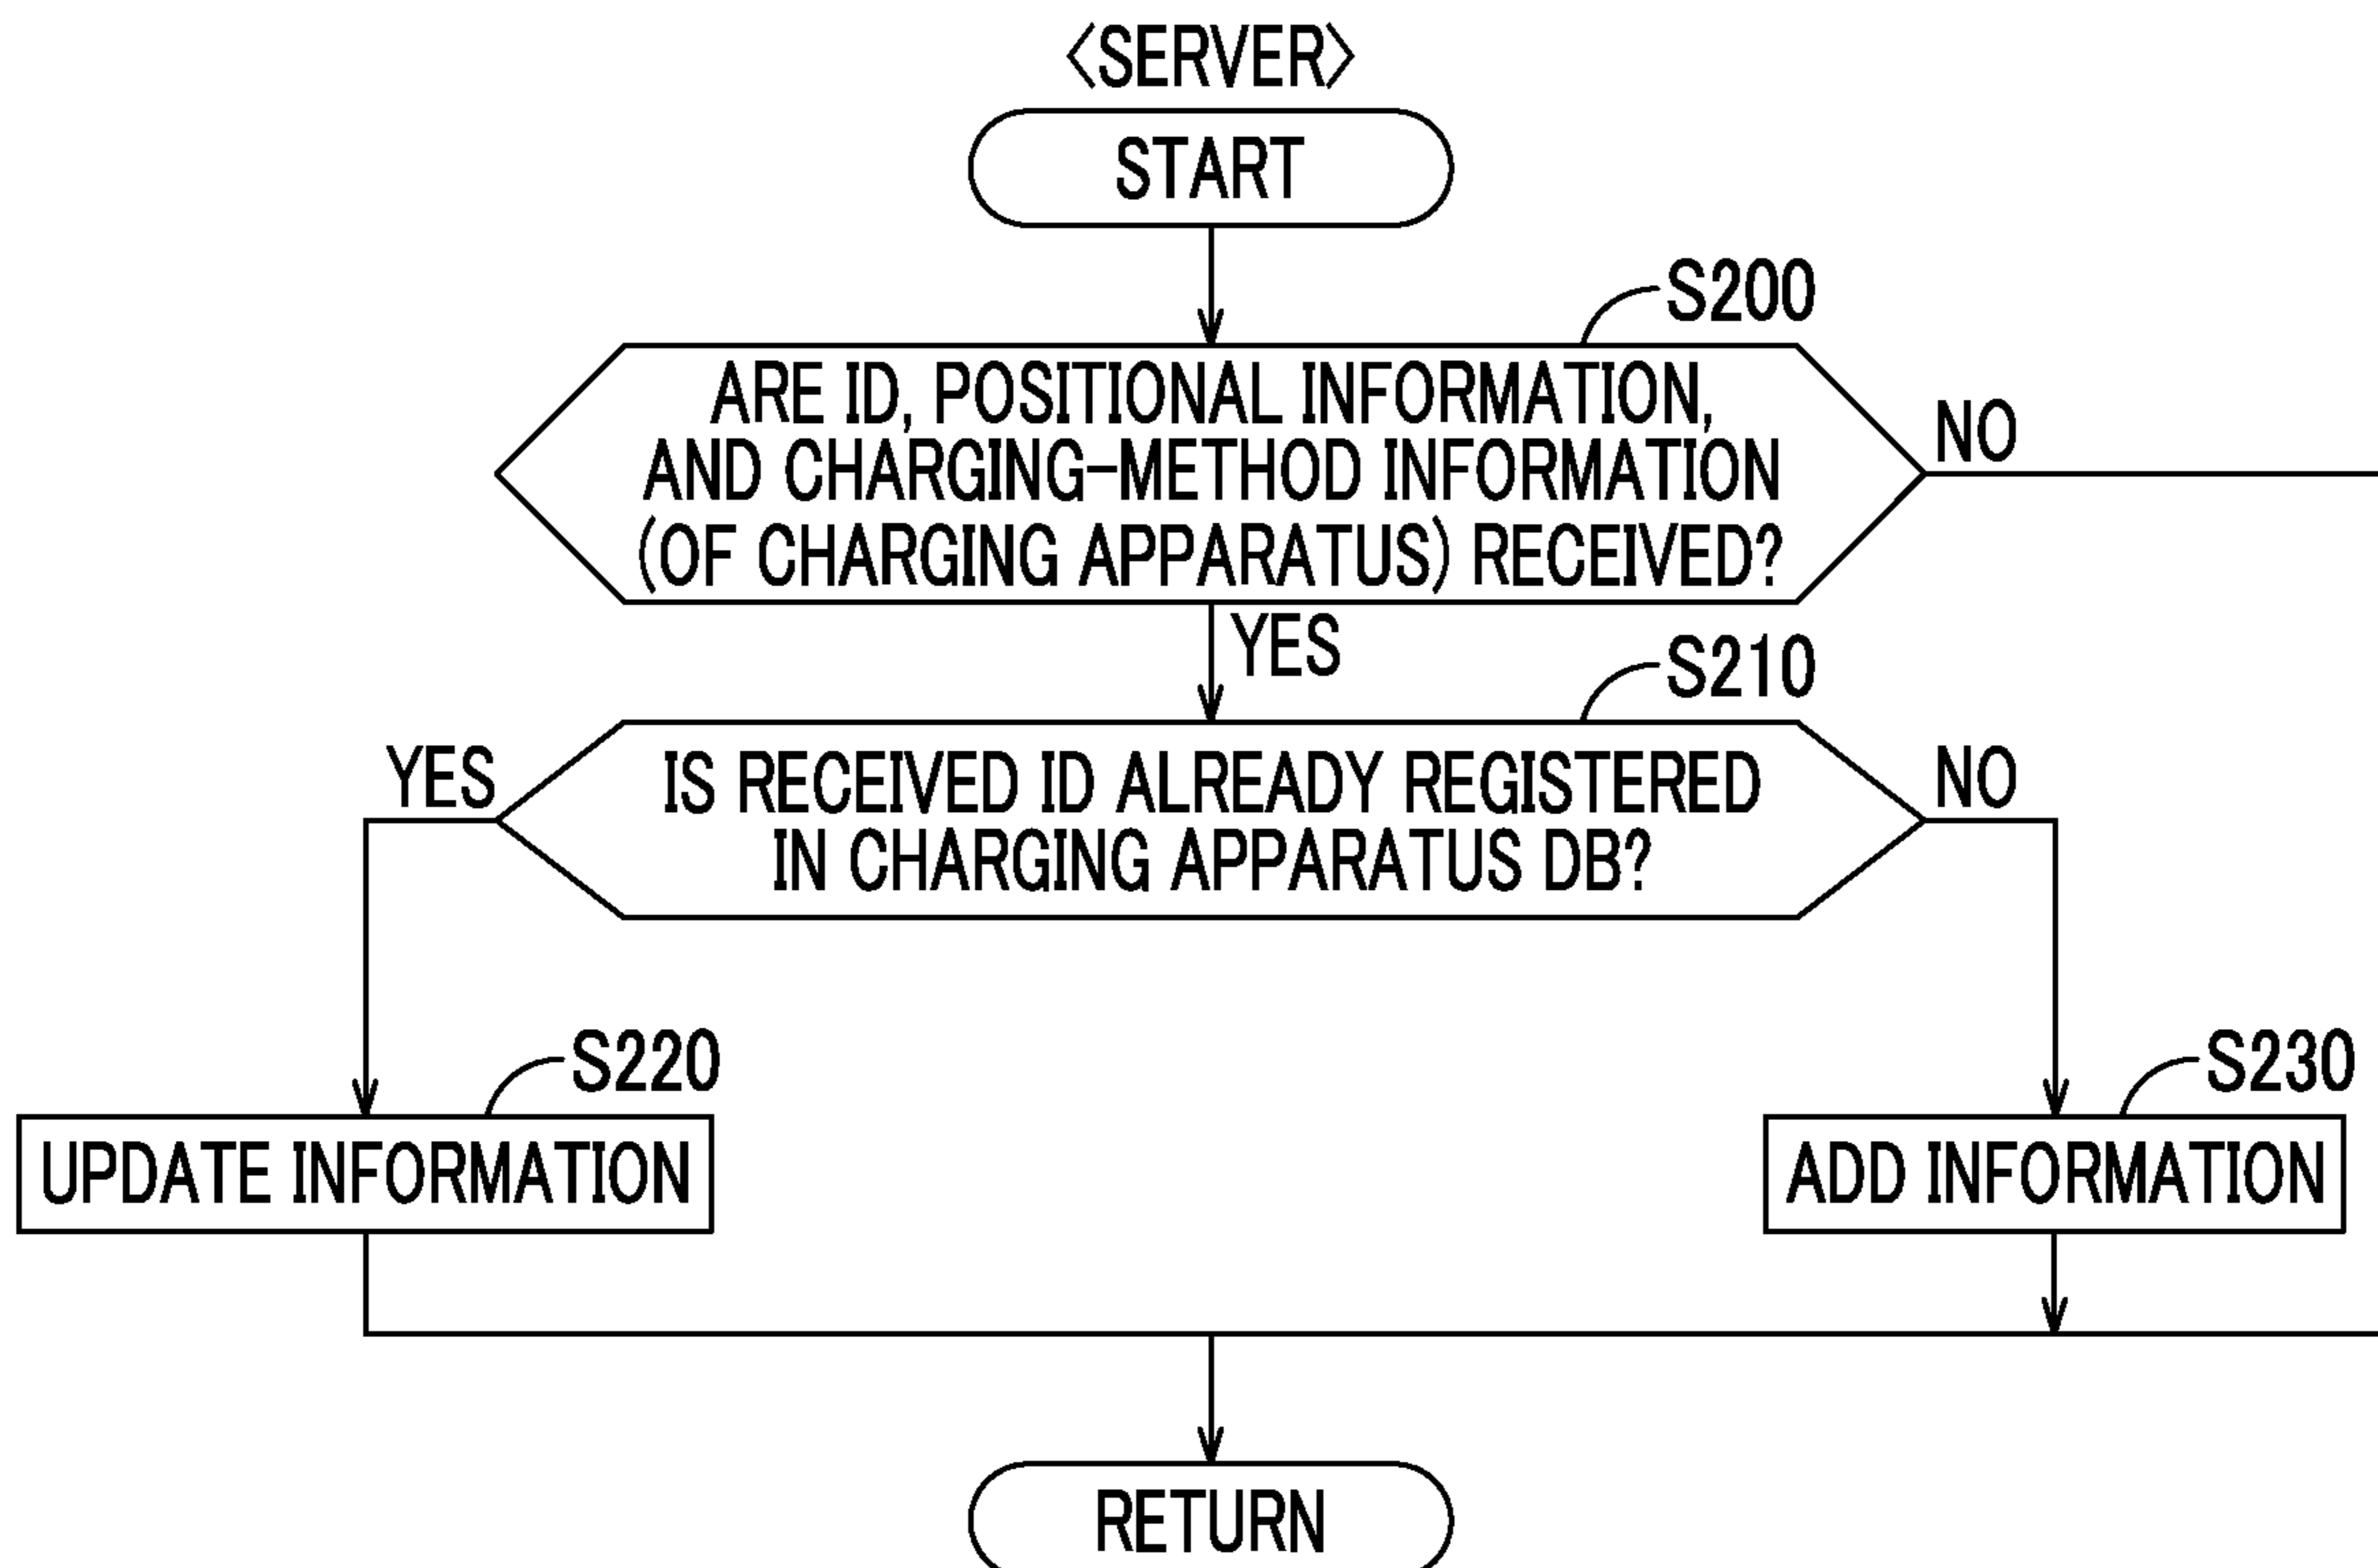 〈SERVER〉
START
S200
ARE ID, POSITIONAL INFORMATION,
AND CHARGING-METHOD INFORMATION
(OF CHARGING APPARATUS) RECEIVED?
NO
YES
S210
IS RECEIVED ID ALREADY REGISTERED
IN CHARGING APPARATUS DB?
YES
NO
S220
UPDATE INFORMATION
S230
ADD INFORMATION
RETURN